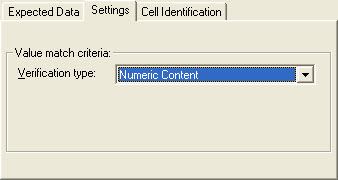 Expected Data Settings Cell Identification
Value match criteria:
Verification type: Numeric Content